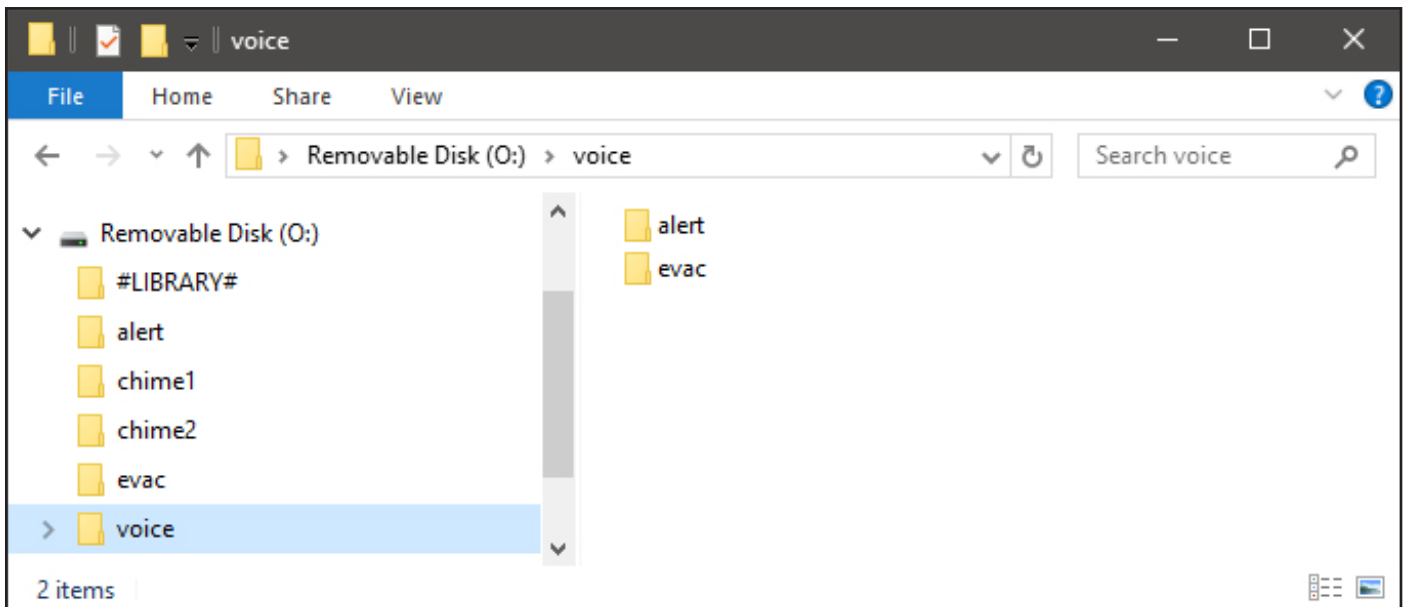 voice
File Home Share View
Removable Disk (O:) > voice
Search voice
Removable Disk (O:)
#LIBRARY#
alert
chime1
chime2
evac
voice
alert
evac
2 items